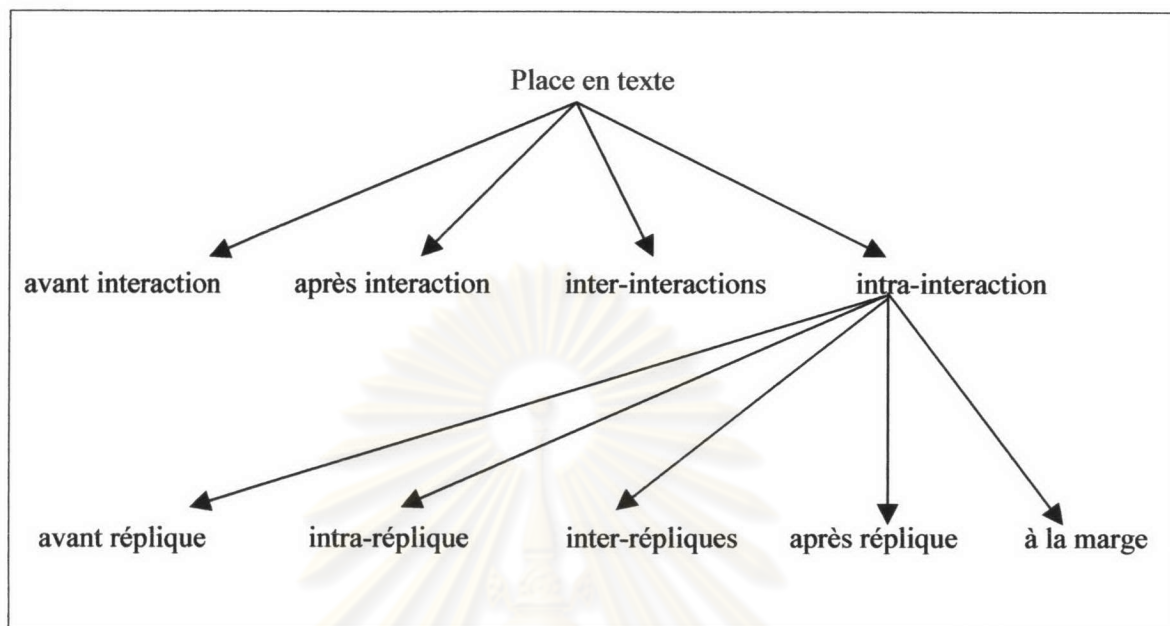 Place en texte
avant interaction après interaction inter-interactions intra-interaction
avant réplique intra-réplique inter-répliques après réplique à la marge